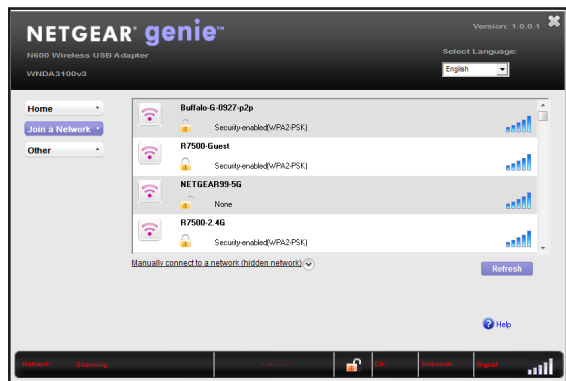 NETGEAR® genie™
Version: 1.0.0.1
N600 Wireless USB Adapter
Select Language:
WNDA3100v3
English
Home
Join a Network
Other
Buffalo-G-0927-p2p
Security-enabled(WPA2-PSK)
R7500-Guest
Security-enabled(WPA2-PSK)
NETGEAR99-5G
None
R7500-2.4G
Security-enabled(WPA2-PSK)
Manually connect to a network (hidden network)
Refresh
Help
Network: Scanning... - - - - Ch: Unknown Signal